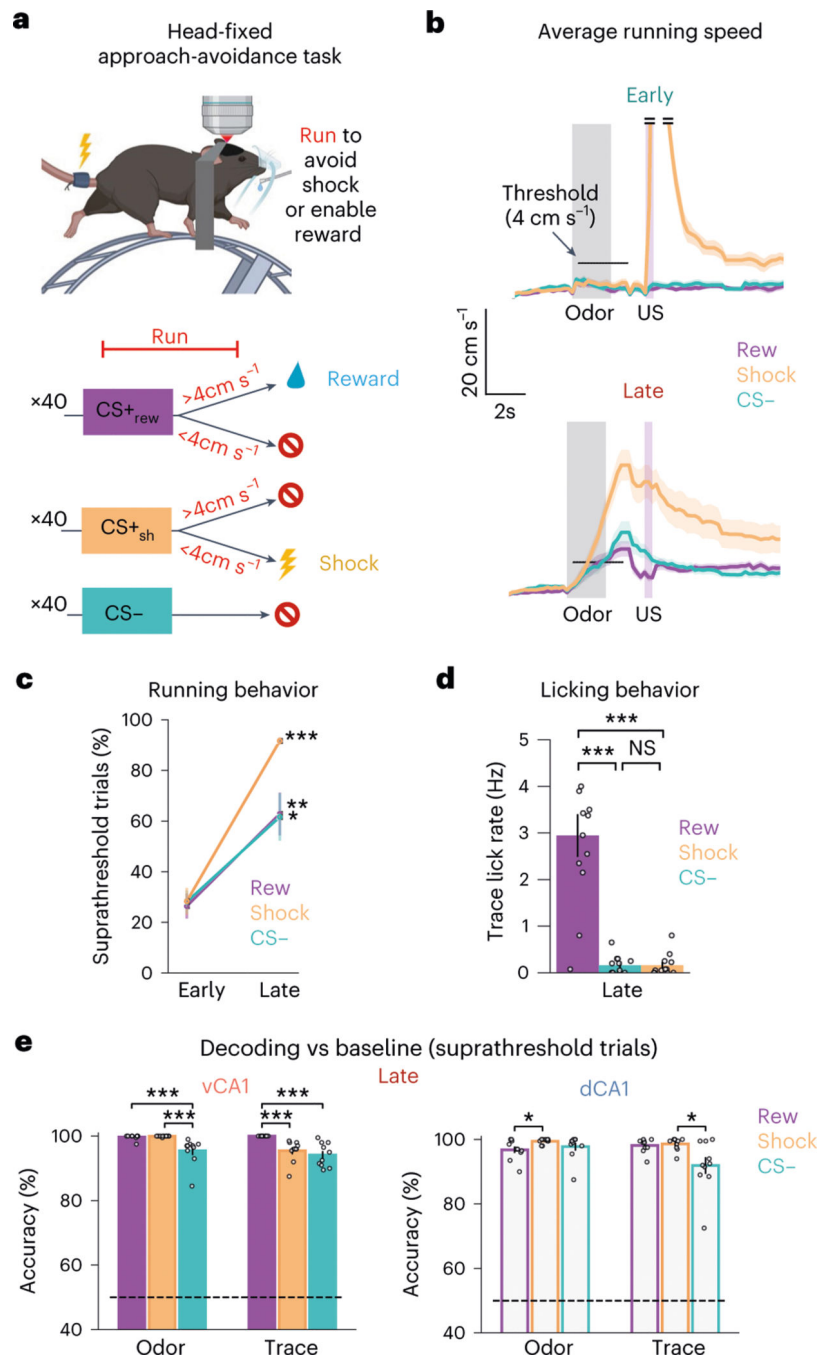 a
Head-fixed
approach-avoidance task
Run to
avoid
shock
or enable
reward
Run
×40
CS+rew
>4cm s⁻¹
<4cm s⁻¹
Reward
×40
CS+sh
>4cm s⁻¹
<4cm s⁻¹
Shock
×40
CS−
b
Average running speed
Early
Threshold
(4 cm s⁻¹)
Odor
US
20 cm s⁻¹
2s
Rew
Shock
CS−
Late
Odor
US
c
Running behavior
Suprathreshold trials (%)
100
80
60
40
20
0
***
**
*
Rew
Shock
CS−
Early
Late
d
Licking behavior
Trace lick rate (Hz)
5
4
3
2
1
0
***
***
NS
Rew
Shock
CS−
Late
e
Decoding vs baseline (suprathreshold trials)
Late
vCA1
Accuracy (%)
100
80
60
40
***
***
***
***
Odor
Trace
dCA1
Accuracy (%)
100
80
60
40
*
*
Odor
Trace
Rew
Shock
CS−